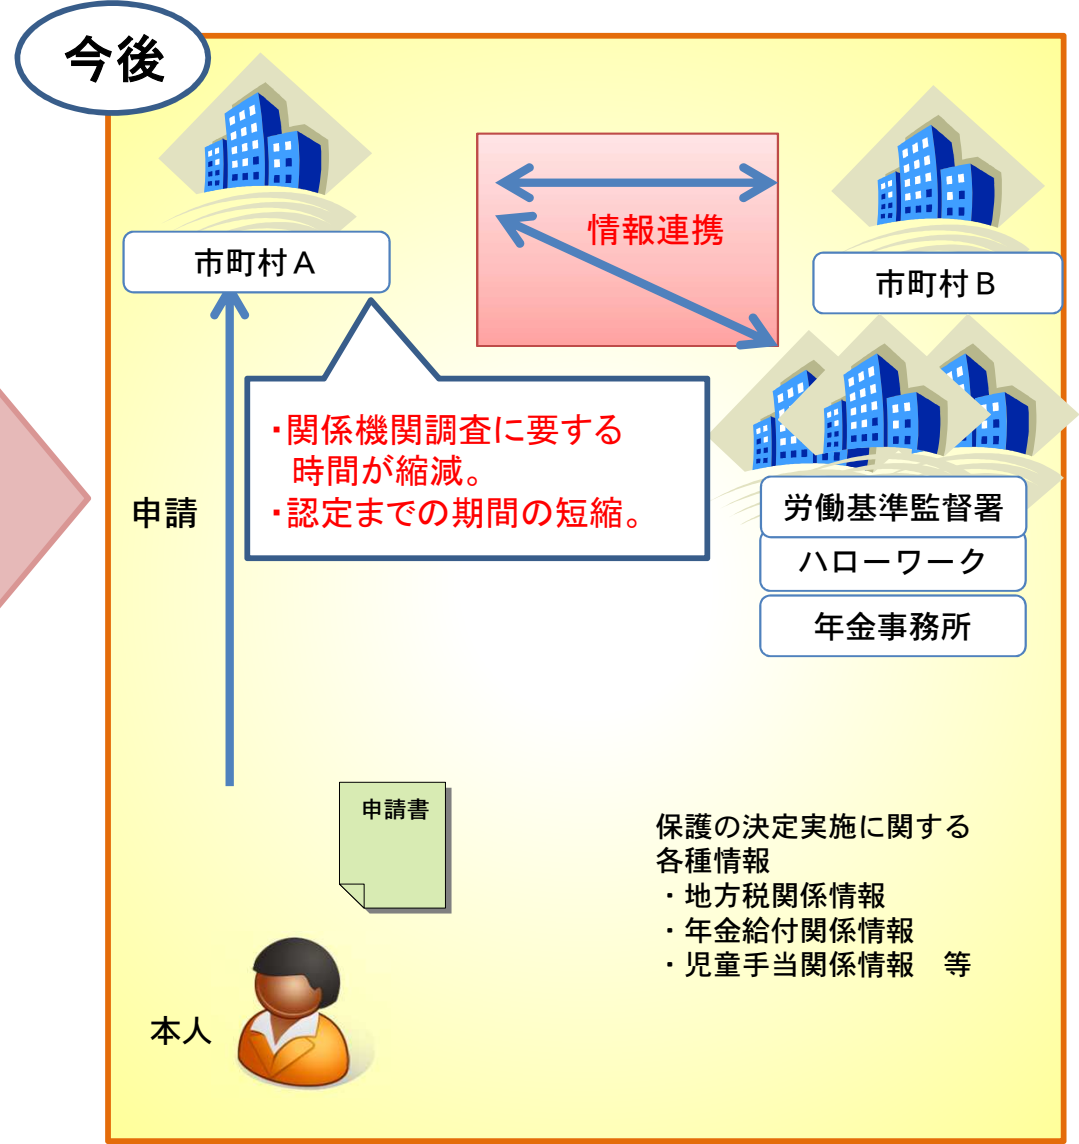 今後
情報連携
市町村A
市町村B
・関係機関調査に要する
時間が縮減。
・認定までの期間の短縮。
申請
労働基準監督署
ハローワーク
年金事務所
申請書
保護の決定実施に関する
各種情報
・地方税関係情報
・年金給付関係情報
・児童手当関係情報　等
本人